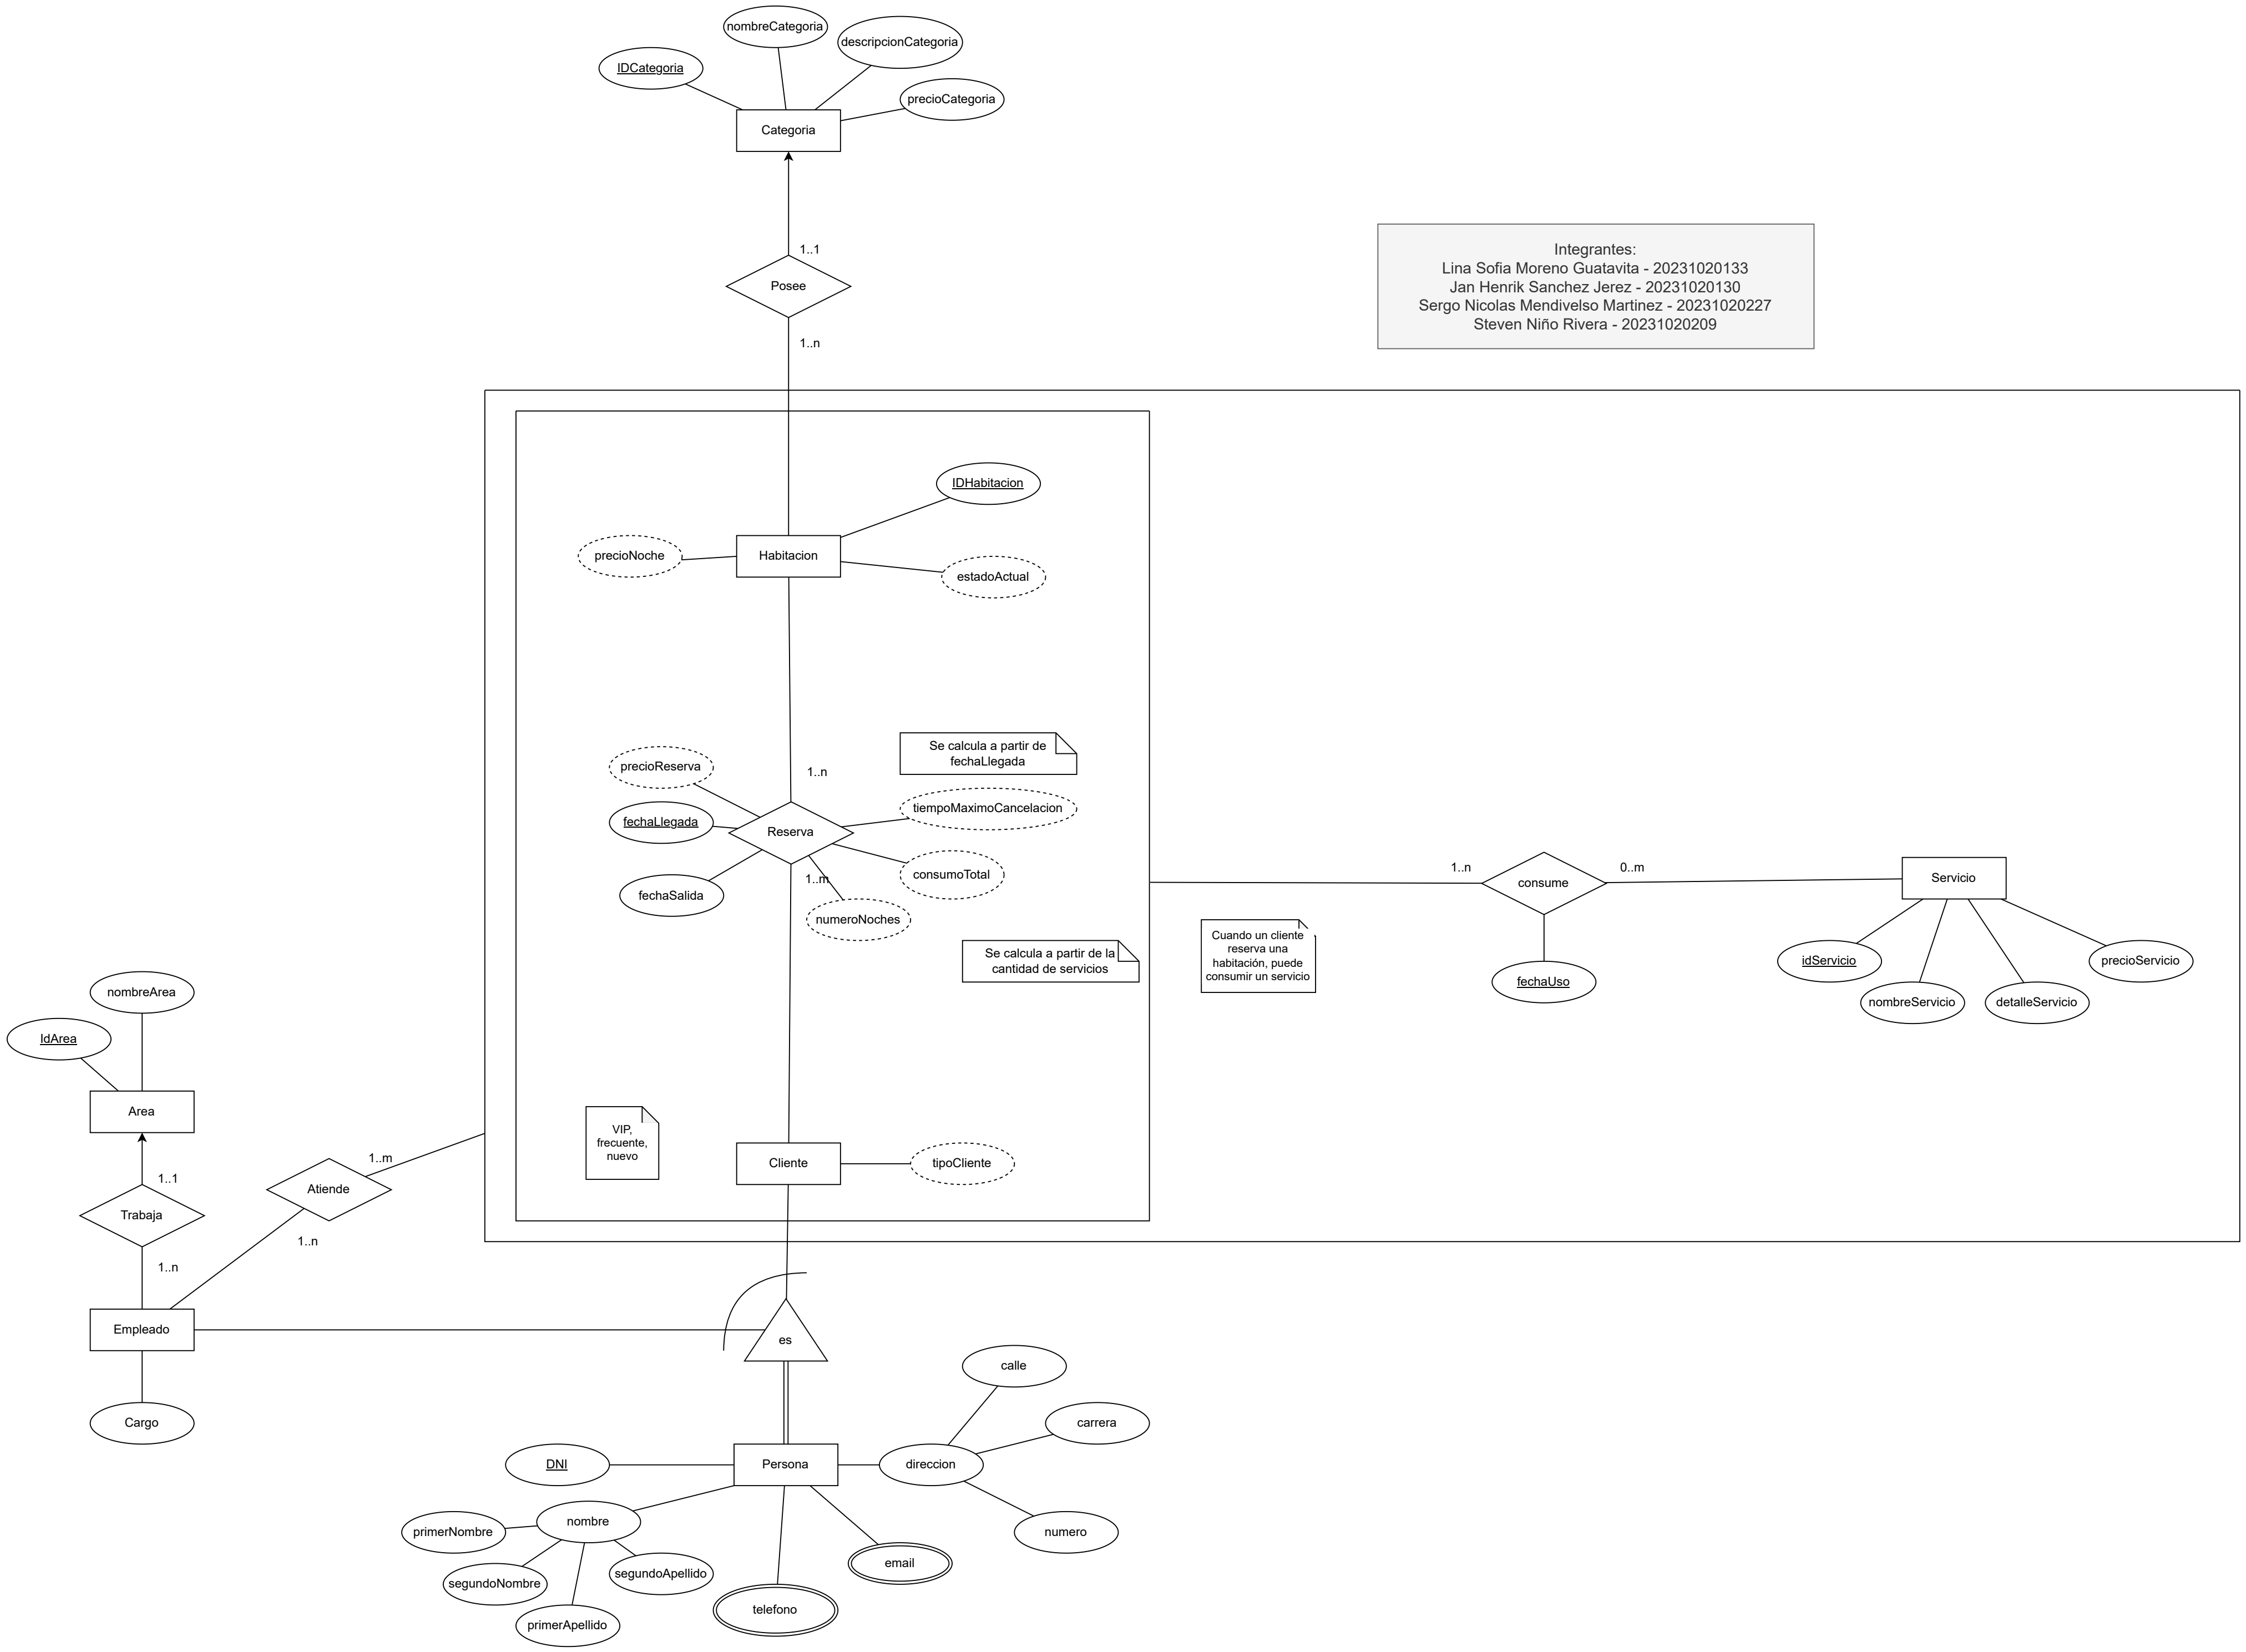 nombreCategoria
descripcionCategoria
IDCategoria
precioCategoria
Categoria
1..1
Posee
1..n
Integrantes:
Lina Sofia Moreno Guatavita - 20231020133
Jan Henrik Sanchez Jerez - 20231020130
Sergo Nicolas Mendivelso Martinez - 20231020227
Steven Niño Rivera - 20231020209
IDHabitacion
precioNoche
Habitacion
estadoActual
Se calcula a partir de
fechaLlegada
precioReserva
1..n
tiempoMaximoCancelacion
fechaLlegada
Reserva
consumoTotal
fechaSalida
1..m
numeroNoches
Se calcula a partir de la
cantidad de servicios
1..n
consume
0..m
Servicio
Cuando un cliente
reserva una
habitación, puede
consumir un servicio
fechaUso
idServicio
nombreServicio
detalleServicio
precioServicio
nombreArea
IdArea
Area
1..1
Trabaja
1..n
Atiende
1..m
1..n
VIP,
frecuente,
nuevo
Cliente
tipoCliente
Empleado
Cargo
es
calle
carrera
DNI
Persona
direccion
numero
nombre
primerNombre
segundoNombre
primerApellido
segundoApellido
email
telefono